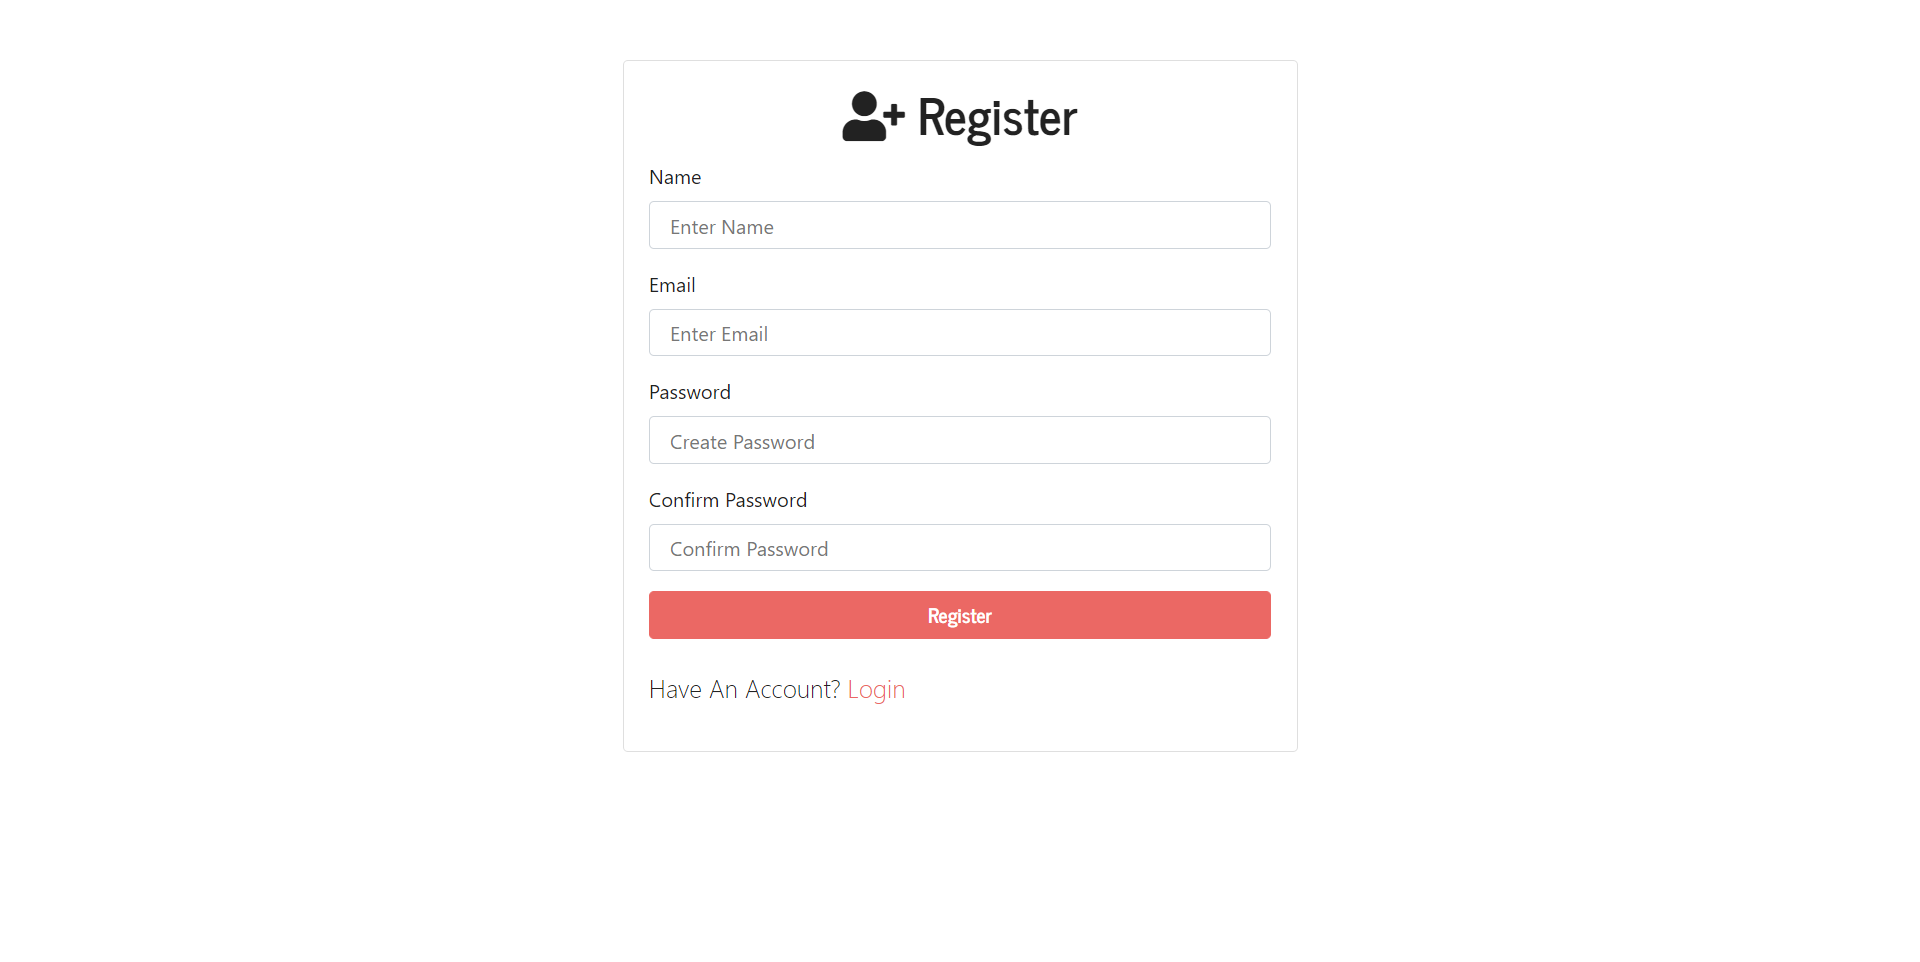 Register
Name
Enter Name
Email
Enter Email
Password
Create Password
Confirm Password
Confirm Password
Register
Have An Account? Login